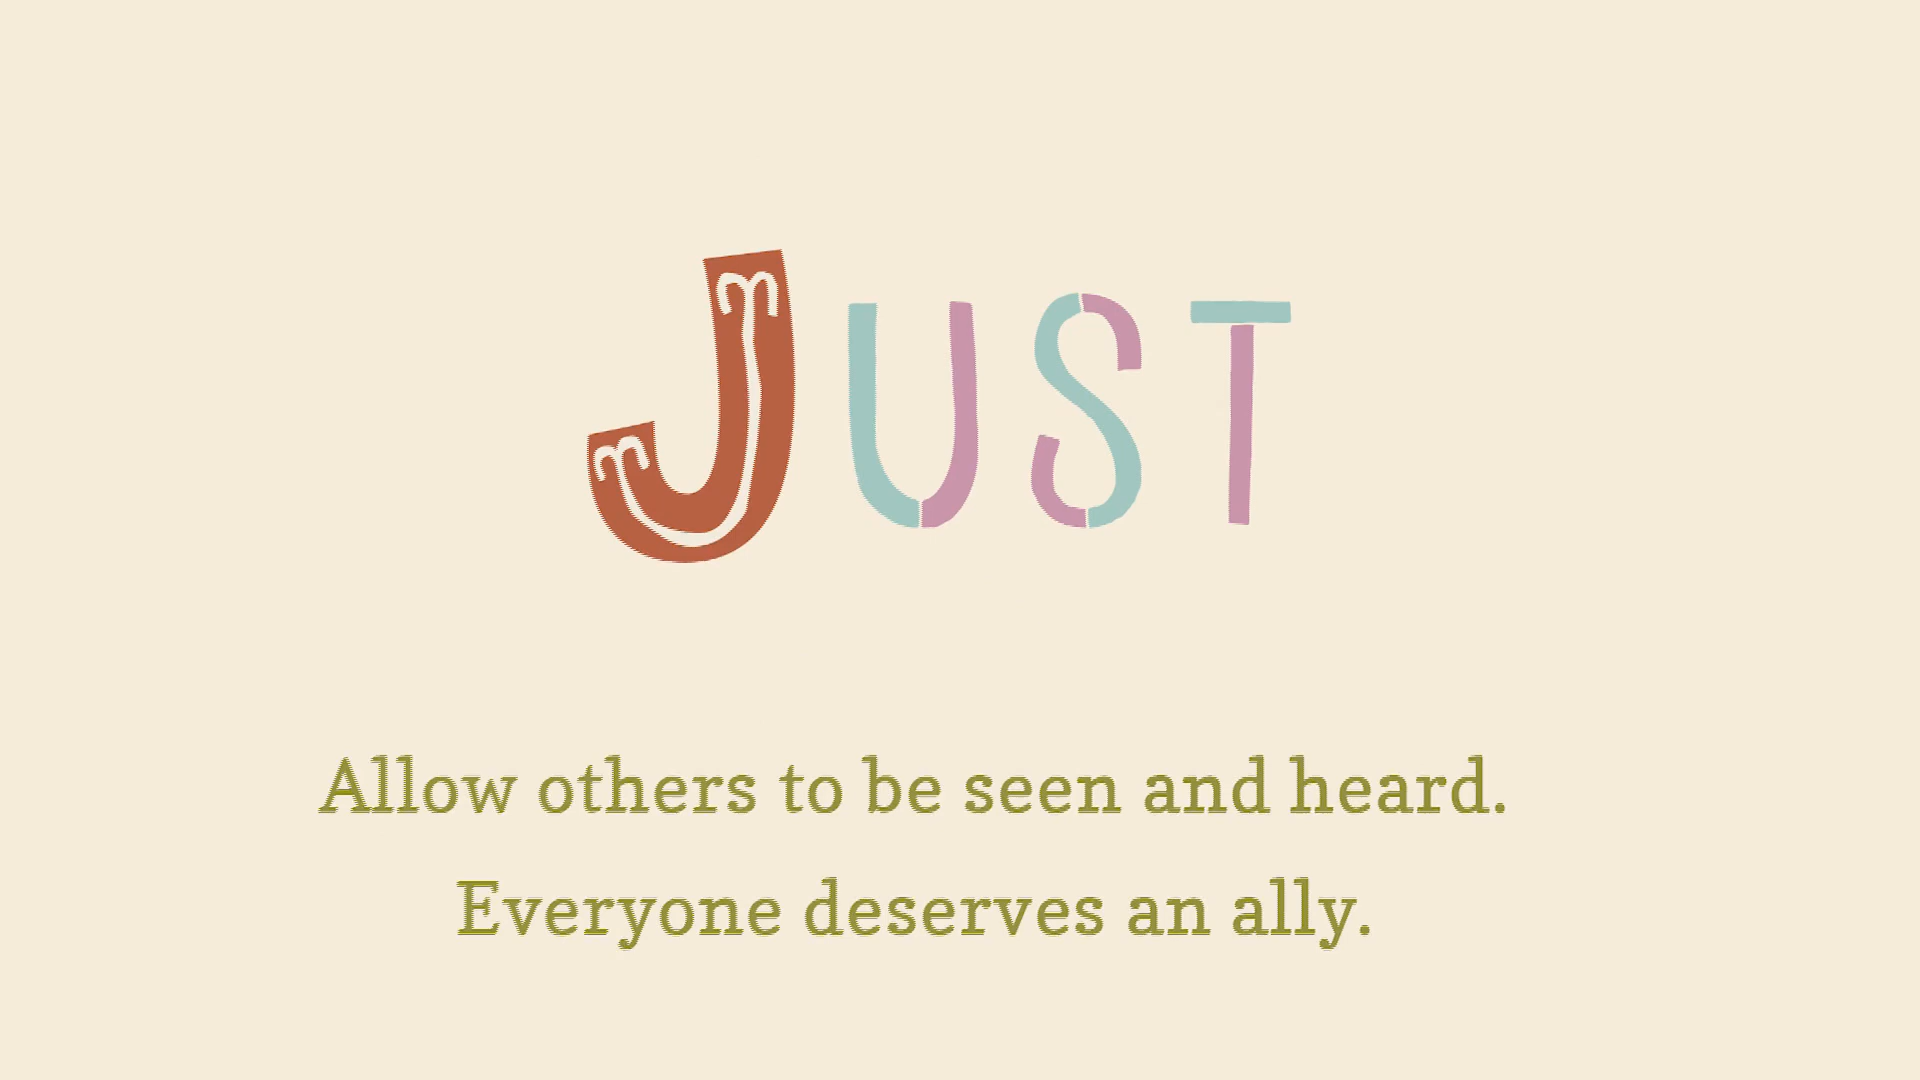 JUST
Allow others to be seen and heard.
Everyone deserves an ally.